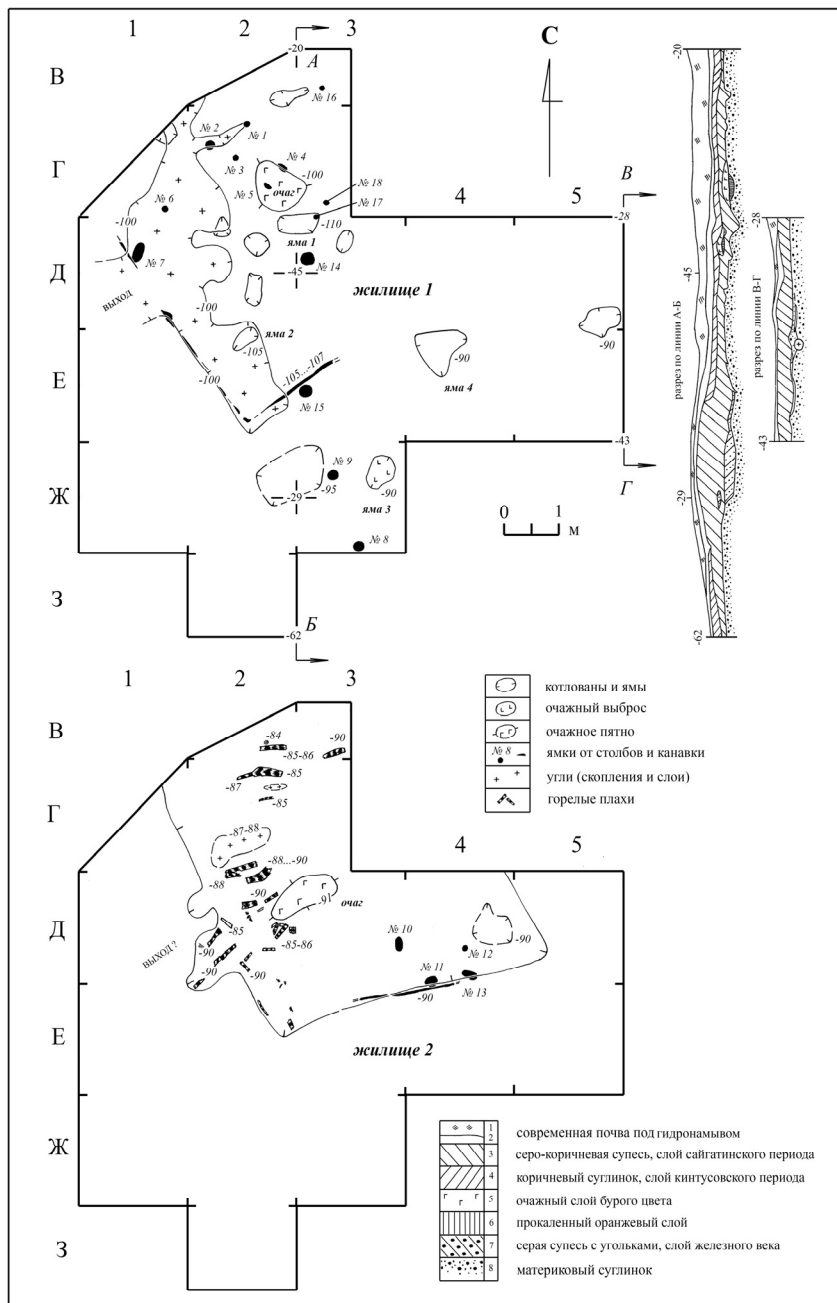 1 2 3
-20
А
С
В
№ 16
№ 2 № 1
№ 4
Г
№ 3
-100
№ 5
очаг
№ 18
№ 6
№ 17
4 5
В
-100
-110
-28
яма 1
Д
№ 7
№ 14
-45
жилище 1
выход
-100
яма 2
-105
-90
-90
Е
-100
-105...-107
№ 15
яма 4
-43
Г
№ 9
Ж
-95
-90
-29
яма 3
0 1
м
№ 8
З
Б
-62
-20
-28
-45
разрез по линии А-Б
разрез по линии В-Г
-43
-29
-62
котлованы и ямы
очажный выброс
очажное пятно
№ 8 ямки от столбов и канавки
угли (скопления и слои)
горелые плахи
1 2 3
В
-84
-90
-85-86
-85
-87
Г
-85
-87-88
4 5
-88...-90
-88
-90
-91
очаг
Д
-85
-85-86
выход?
-90
-90
-90
№ 10
№ 12
-90
№ 11
№ 13
-90
Е
жилище 2
Ж
З
1 современная почва под гидронамывом
2
3 серо-коричневая супесь, слой сайгатинского периода
4 коричневый суглинок, слой кинтусовского периода
5 очажный слой бурого цвета
6 прокаленный оранжевый слой
7 серая супесь с угольками, слой железного века
8 материковый суглинок